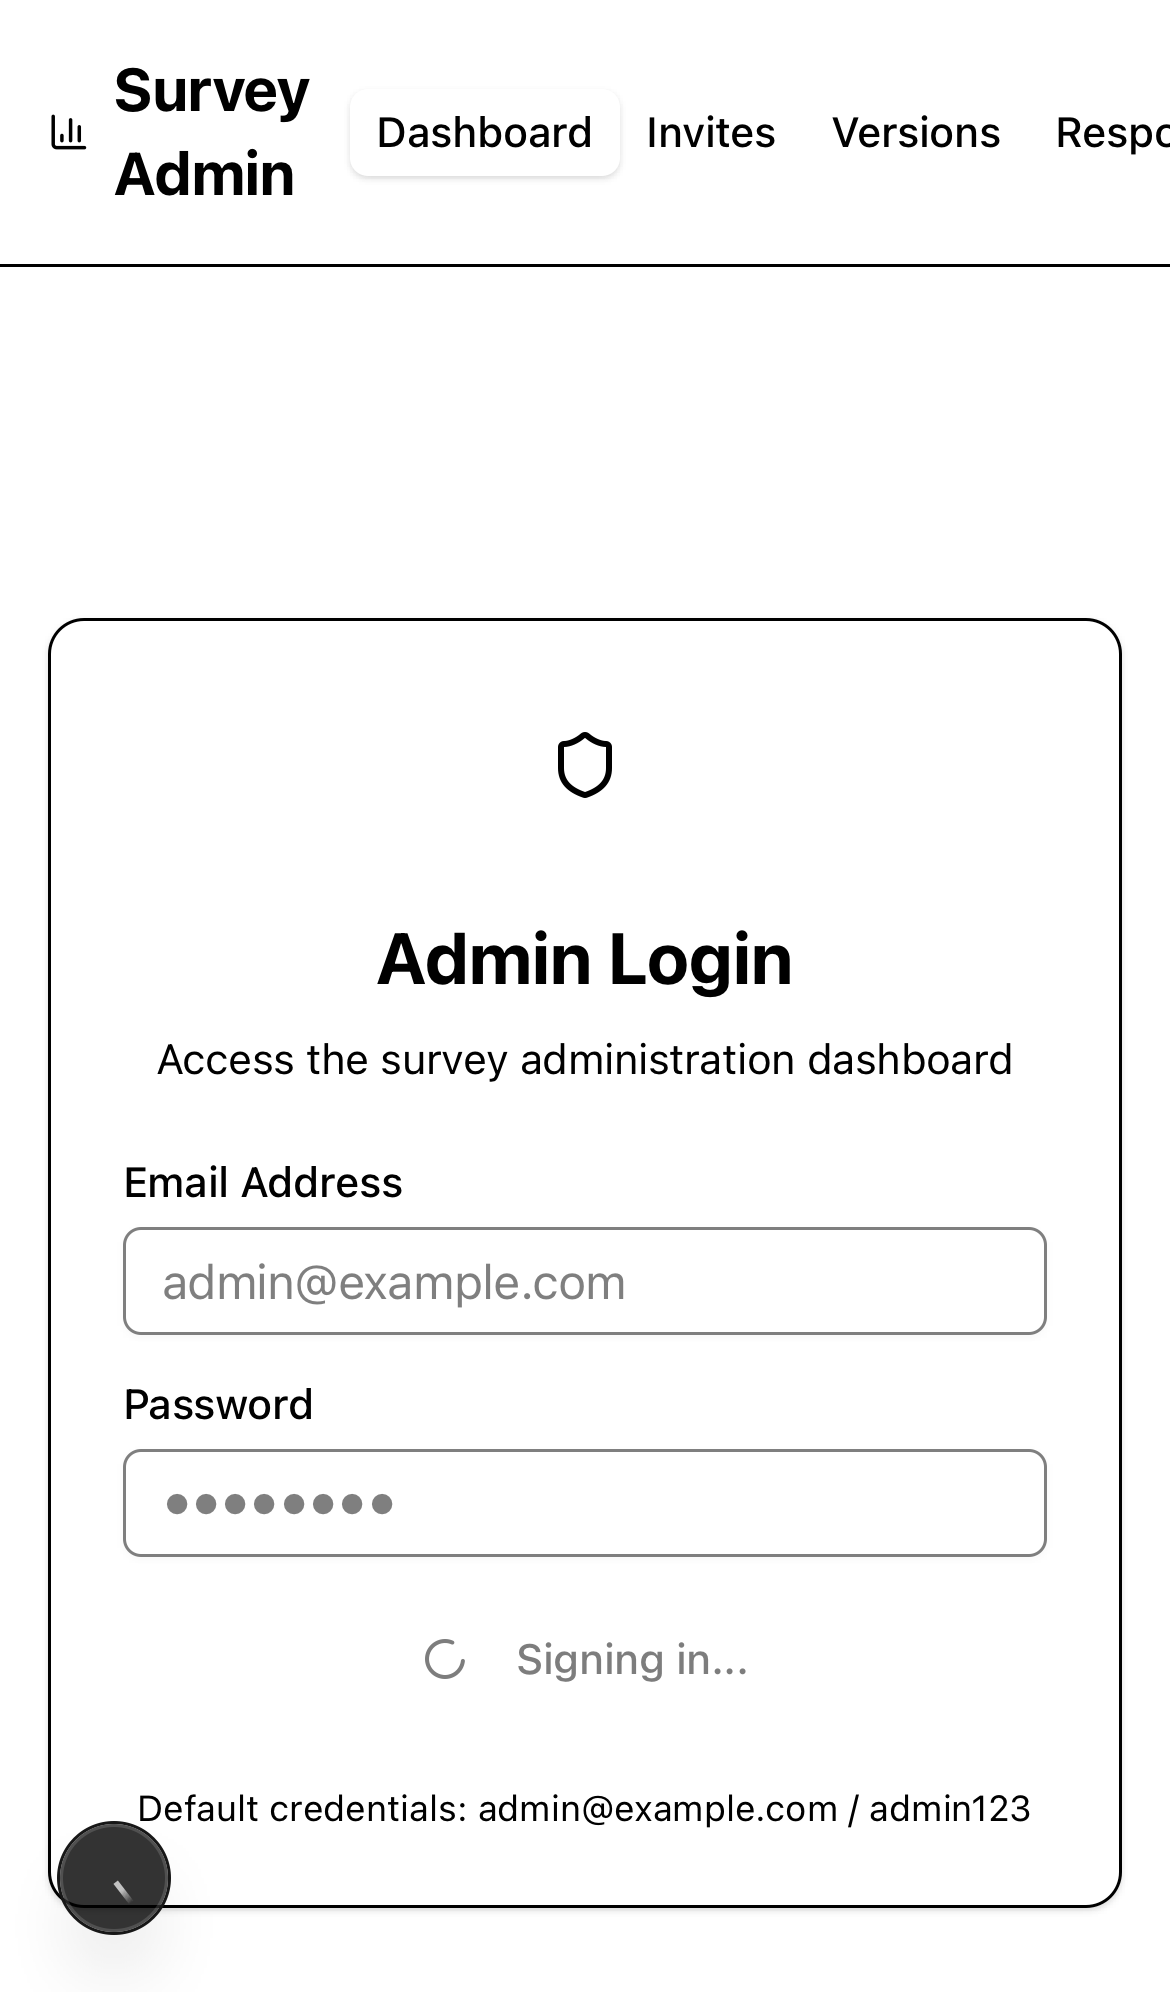 Survey
Admin
Dashboard Invites Versions Respo
Admin Login
Access the survey administration dashboard
Email Address
admin@example.com
Password
••••••••
Signing in...
Default credentials: admin@example.com / admin123